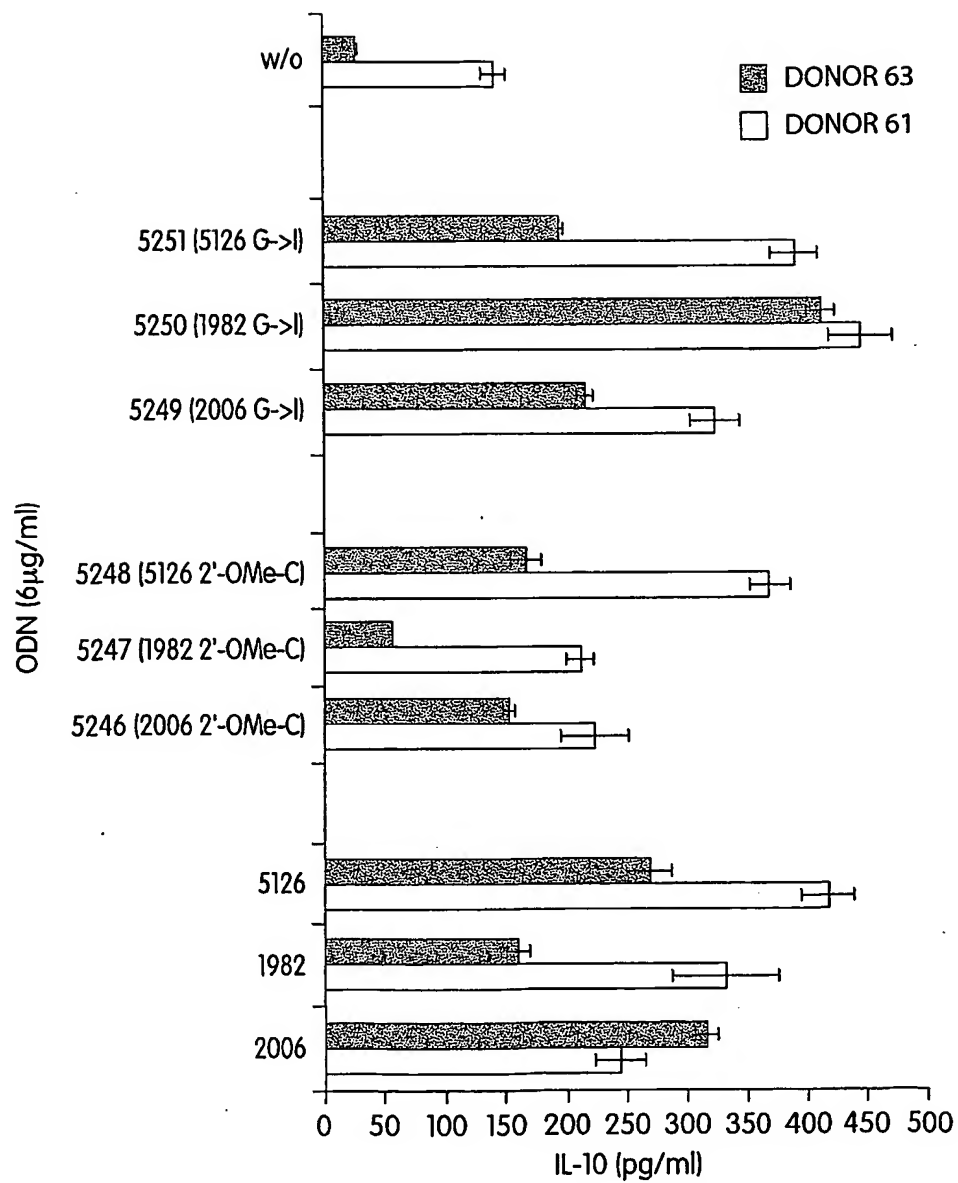 w/o
DONOR 63
DONOR 61
5251 (5126 G->I)
5250 (1982 G->I)
5249 (2006 G->I)
5248 (5126 2'-OMe-C)
5247 (1982 2'-OMe-C)
5246 (2006 2'-OMe-C)
5126
1982
2006
ODN (6µg/ml)
0 50 100 150 200 250 300 350 400 450 500
IL-10 (pg/ml)